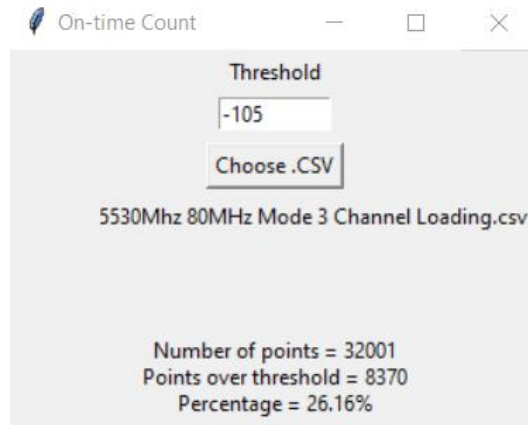 On-time Count
Threshold
-105
Choose .CSV
5530Mhz 80MHz Mode 3 Channel Loading.csv
Number of points = 32001
Points over threshold = 8370
Percentage = 26.16%